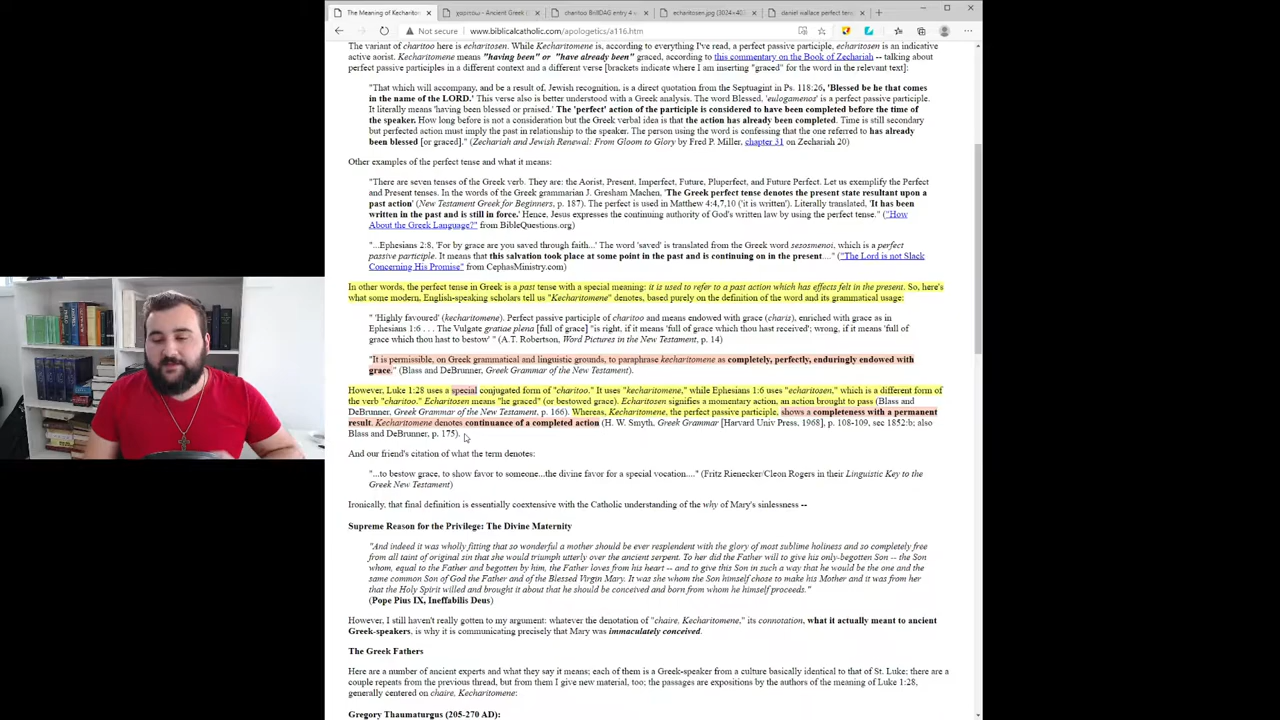 The Meaning of Kecharito
χαριτόω - Ancient Greek (
charitoo BrillDAG entry 4 v
echaritosen.jpg (3024×403
daniel wallace perfect ten
Not secure
www.biblicalcatholic.com/apologetics/a116.htm
The variant of charitoo here is echaritosen. While Kecharitomene is, according to everything I've read, a perfect passive participle, echaritosen is an indicative
active aorist. Kecharitomene means "having been" or "have already been" graced, according to this commentary on the Book of Zechariah -- talking about
perfect passive participles in a different context and a different verse [brackets indicate where I am inserting "graced" for the word in the relevant text]:
"That which will accompany, and be a result of, Jewish recognition, is a direct quotation from the Septuagint in Ps. 118:26, 'Blessed be he that comes
in the name of the LORD.' This verse also is better understood with a Greek analysis. The word Blessed, 'eulogamenos' is a perfect passive participle.
It literally means 'having been blessed or praised.' The 'perfect' action of the participle is considered to have been completed before the time of
the speaker. How long before is not a consideration but the Greek verbal idea is that the action has already been completed. Time is still secondary
but perfected action must imply the past in relationship to the speaker. The person using the word is confessing that the one referred to has already
been blessed [or graced]." (Zechariah and Jewish Renewal: From Gloom to Glory by Fred P. Miller, chapter 31 on Zechariah 20)
Other examples of the perfect tense and what it means:
"There are seven tenses of the Greek verb. They are: the Aorist, Present, Imperfect, Future, Pluperfect, and Future Perfect. Let us exemplify the Perfect
and Present tenses. In the words of the Greek grammarian J. Gresham Machen, 'The Greek perfect tense denotes the present state resultant upon a
past action' (New Testament Greek for Beginners, p. 187). The perfect is used in Matthew 4:4,7,10 ('it is written'). Literally translated, 'It has been
written in the past and is still in force.' Hence, Jesus expresses the continuing authority of God's written law by using the perfect tense." ("How
About the Greek Language?" from BibleQuestions.org)
"...Ephesians 2:8, 'For by grace are you saved through faith...' The word 'saved' is translated from the Greek word sesosmenoi, which is a perfect
passive participle. It means that this salvation took place at some point in the past and is continuing on in the present...." ("The Lord is not Slack
Concerning His Promise" from CephasMinistry.com)
In other words, the perfect tense in Greek is a past tense with a special meaning: it is used to refer to a past action which has effects felt in the present. So, here's
what some modern, English-speaking scholars tell us "Kecharitomene" denotes, based purely on the definition of the word and its grammatical usage:
" 'Highly favoured' (kecharitomene). Perfect passive participle of charitoo and means endowed with grace (charis), enriched with grace as in
Ephesians 1:6 . . . The Vulgate gratiae plena [full of grace] "is right, if it means 'full of grace which thou hast received'; wrong, if it means 'full of
grace which thou hast to bestow' " (A.T. Robertson, Word Pictures in the New Testament, p. 14)
"It is permissible, on Greek grammatical and linguistic grounds, to paraphrase kecharitomene as completely, perfectly, enduringly endowed with
grace." (Blass and DeBrunner, Greek Grammar of the New Testament).
However, Luke 1:28 uses a special conjugated form of "charitoo." It uses "kecharitomene," while Ephesians 1:6 uses "echaritosen," which is a different form of
the verb "charitoo." Echaritosen means "he graced" (or bestowed grace). Echaritosen signifies a momentary action, an action brought to pass (Blass and
DeBrunner, Greek Grammar of the New Testament, p. 166). Whereas, Kecharitomene, the perfect passive participle, shows a completeness with a permanent
result. Kecharitomene denotes continuance of a completed action (H. W. Smyth, Greek Grammar [Harvard Univ Press, 1968], p. 108-109, sec 1852:b; also
Blass and DeBrunner, p. 175).
And our friend's citation of what the term denotes:
"...to bestow grace, to show favor to someone...the divine favor for a special vocation...." (Fritz Rienecker/Cleon Rogers in their Linguistic Key to the
Greek New Testament)
Ironically, that final definition is essentially coextensive with the Catholic understanding of the why of Mary's sinlessness --
Supreme Reason for the Privilege: The Divine Maternity
"And indeed it was wholly fitting that so wonderful a mother should be ever resplendent with the glory of most sublime holiness and so completely free
from all taint of original sin that she would triumph utterly over the ancient serpent. To her did the Father will to give his only-begotten Son -- the Son
whom, equal to the Father and begotten by him, the Father loves from his heart -- and to give this Son in such a way that he would be the one and the
same common Son of God the Father and of the Blessed Virgin Mary. It was she whom the Son himself chose to make his Mother and it was from her
that the Holy Spirit willed and brought it about that he should be conceived and born from whom he himself proceeds."
(Pope Pius IX, Ineffabilis Deus)
However, I still haven't really gotten to my argument: whatever the denotation of "chaire, Kecharitomene," its connotation, what it actually meant to ancient
Greek-speakers, is why it is communicating precisely that Mary was immaculately conceived.
The Greek Fathers
Here are a number of ancient experts and what they say it means; each of them is a Greek-speaker from a culture basically identical to that of St. Luke; there are a
couple repeats from the previous thread, but from them I give new material, too; the passages are expositions by the authors of the meaning of Luke 1:28,
generally centered on chaire, Kecharitomene:
Gregory Thaumaturgus (205-270 AD):